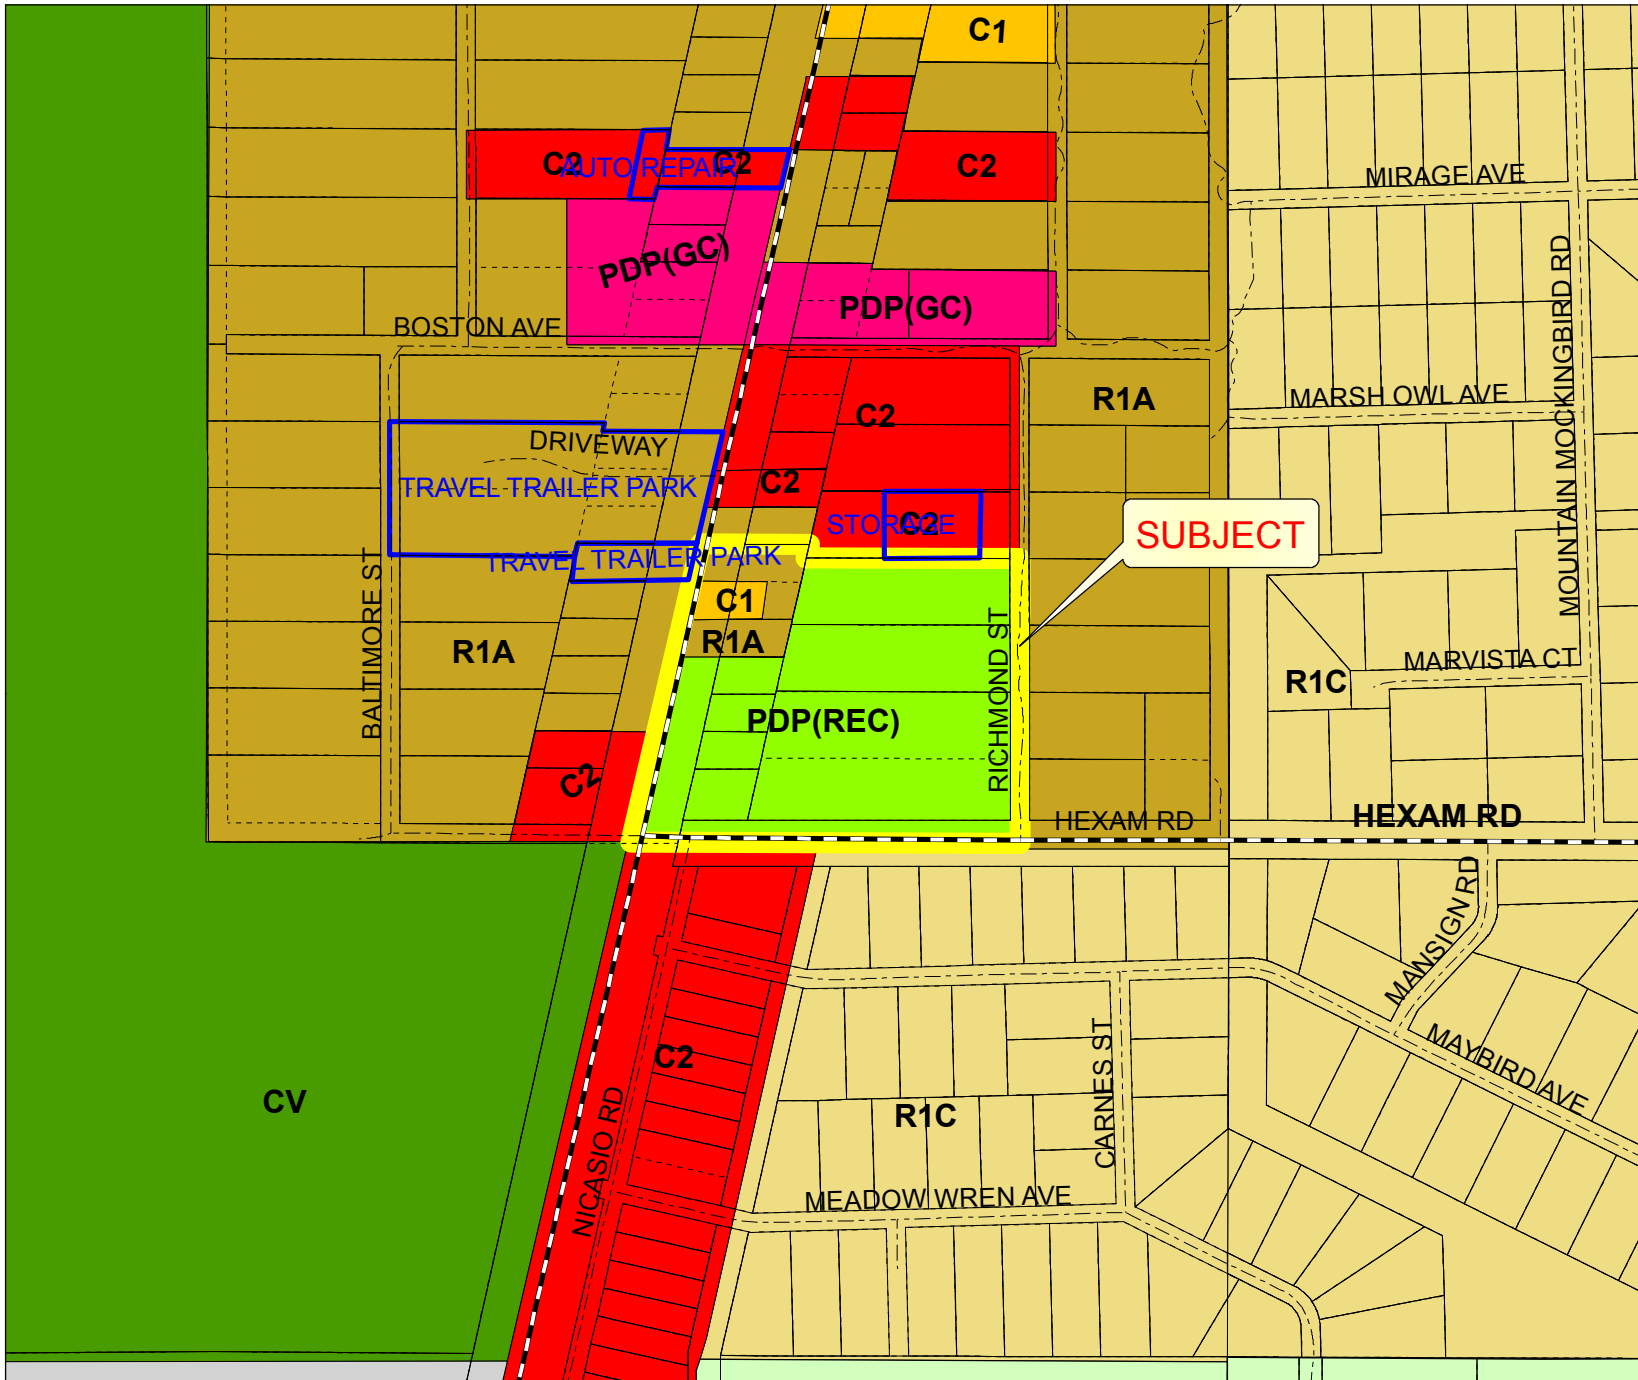 C1
C2
AUTO REPAIR
C2
C2
MIRAGE AVE
PDP(GC)
PDP(GC)
BOSTON AVE
MOUNTAIN MOCKINGBIRD RD
R1A
MARSH OWL AVE
C2
DRIVEWAY
C2
TRAVEL TRAILER PARK
STORAGE
C2
SUBJECT
TRAVEL TRAILER PARK
C1
R1A
BALTIMORE ST
R1A
RICHMOND ST
MARVISTA CT
R1C
PDP(REC)
C2
HEXAM RD
HEXAM RD
MANSIGN RD
C2
CV
NICASIO RD
CARNES ST
MAYBIRD AVE
R1C
MEADOW WREN AVE